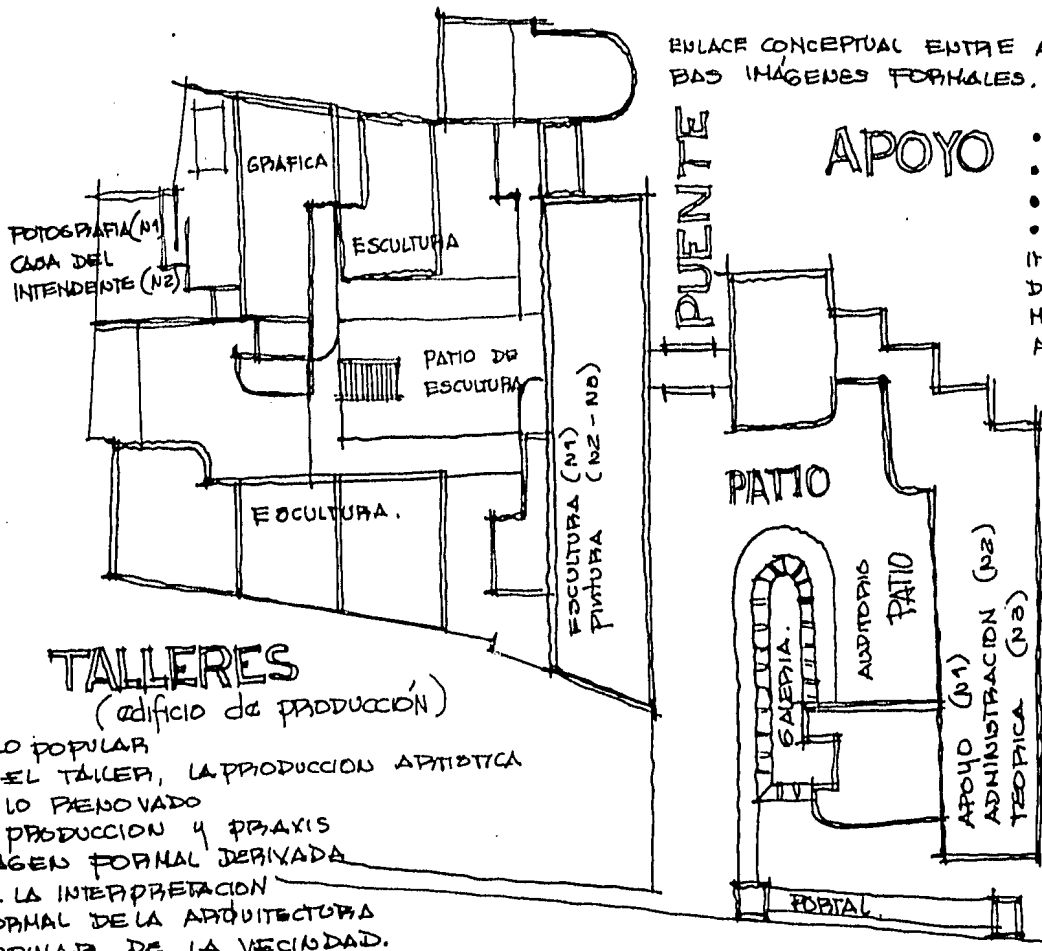 ENLACE CONCEPTUAL ENTRE A
BAS IMÁGENES FORMALES.
PUENTE
APOYO
GRAFICA
FOTOGRAFIA (N1)
CASA DEL
INTENDENTE (N2)
ESCULTURA
PATIO DE
ESCULTURA
ESCULTURA.
ESCULTURA (N1)
PINTURA (N2 - N3)
PATIO
GALERIA.
AUDITORIO
PATIO
APOYO (N1)
ADMINISTRACION (N2)
TEORICA (N3)
PORTAL
TALLERES
(edificio de PRODUCCIÓN)
LO POPULAR
EL TALLER, LA PRODUCCION ARTISTICA
LO RENOVADO
PRODUCCION Y PRAXIS
AGEN FORMAL DERIVADA
LA INTERPRETACION
ORMAL DE LA ARQUITECTURA
DE LA VECINDAD.